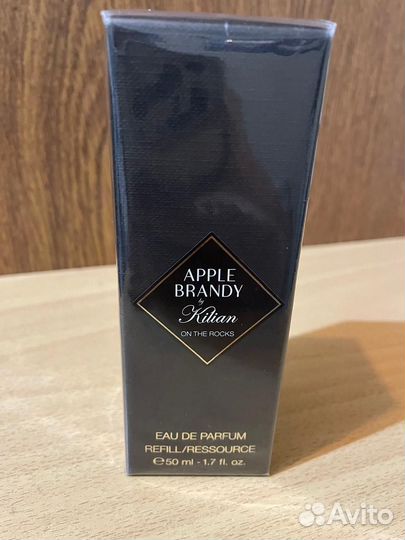 APPLE
BRANDY
by
Kilian
ON THE ROCKS
EAU DE PARFUM
REFILL/RESSOURCE
℮50 ml - 1.7 fl. oz.
Avito